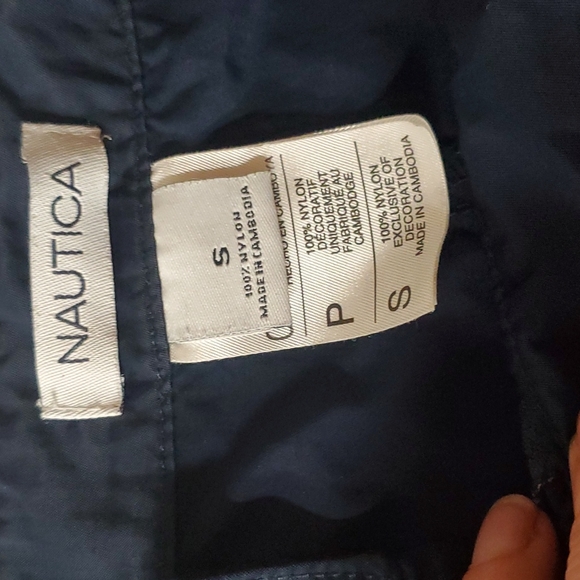 NAUTICA
S
100% NYLON
MADE IN CAMBODIA
P
100% NYLON
DÉCORATIF
UNIQUEMENT
FABRIQUÉ AU
CAMBODGE
S
100% NYLON
EXCLUSIVE OF
DECORATION
MADE IN CAMBODIA